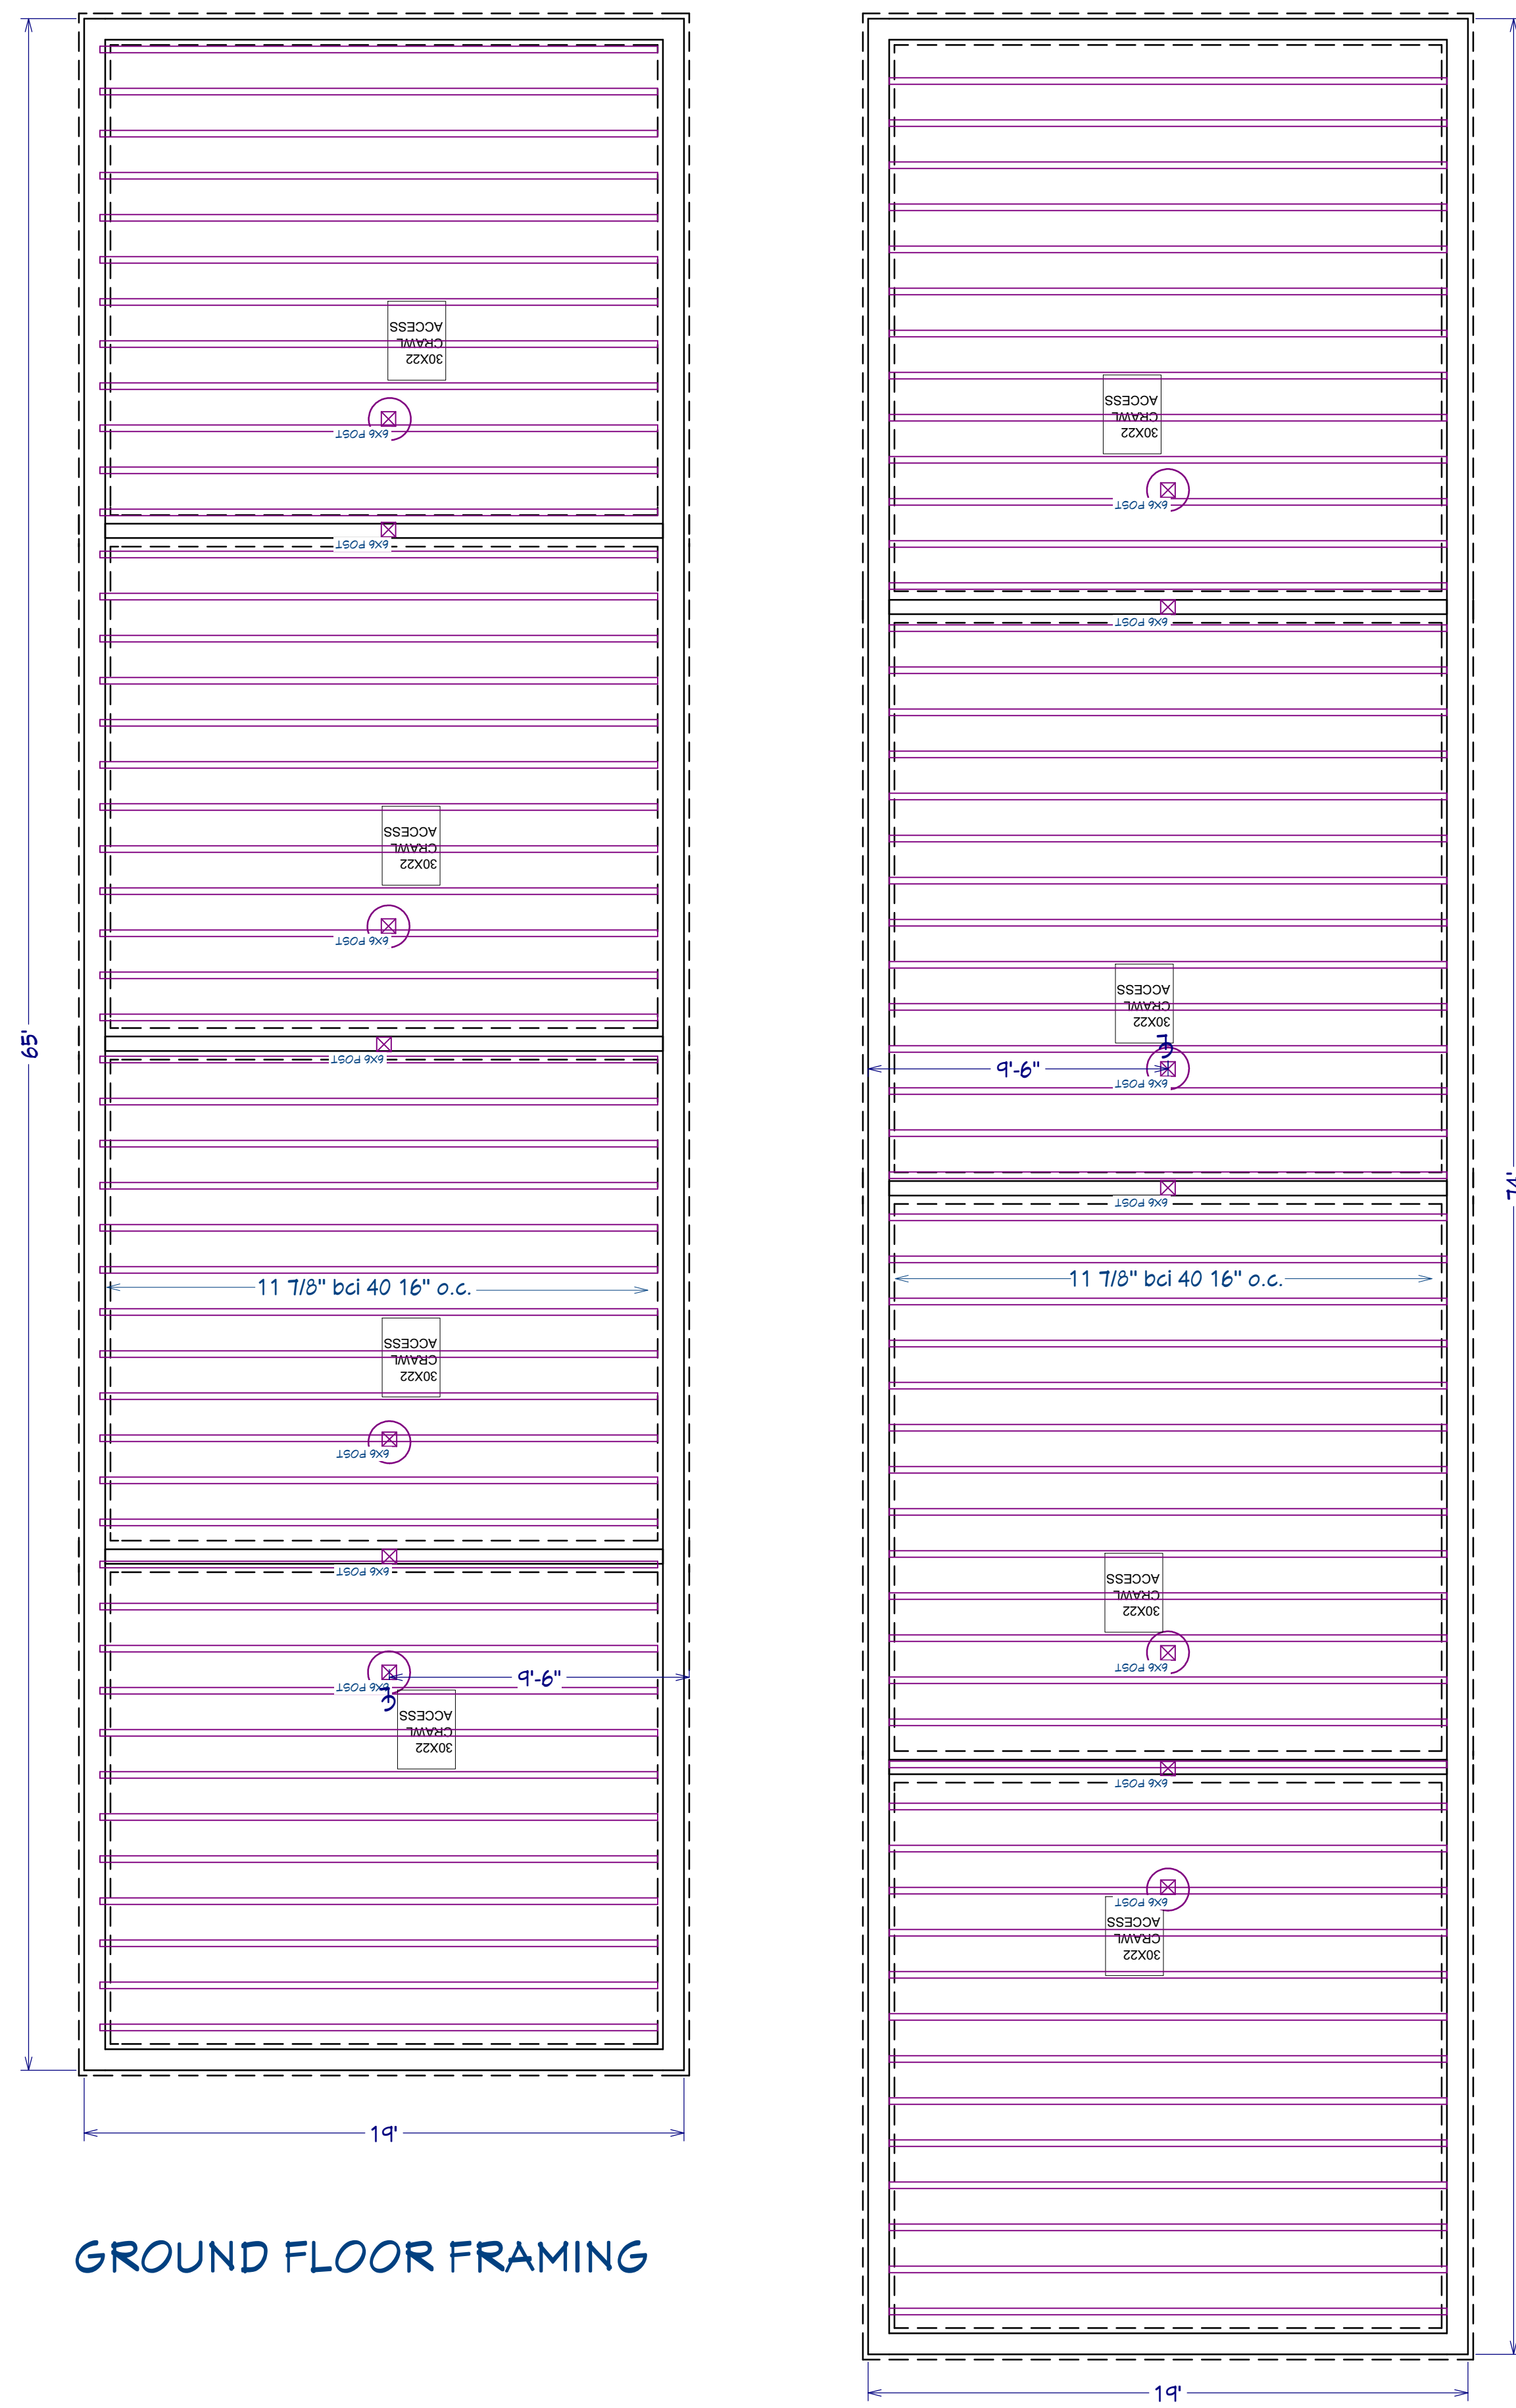 ACCESS
CRAWL
30X22
6X6 POST
6X6 POST
ACCESS
CRAWL
30X22
6X6 POST
6X6 POST
65'
11 7/8" bci 40 16" o.c.
ACCESS
CRAWL
30X22
6X6 POST
6X6 POST
6X6 POST
9'-6"
ACCESS
CRAWL
30X22
19'
GROUND FLOOR FRAMING
ACCESS
CRAWL
30X22
6X6 POST
6X6 POST
ACCESS
CRAWL
30X22
9'-6"
6X6 POST
74'
6X6 POST
11 7/8" bci 40 16" o.c.
ACCESS
CRAWL
30X22
6X6 POST
6X6 POST
6X6 POST
ACCESS
CRAWL
30X22
19'